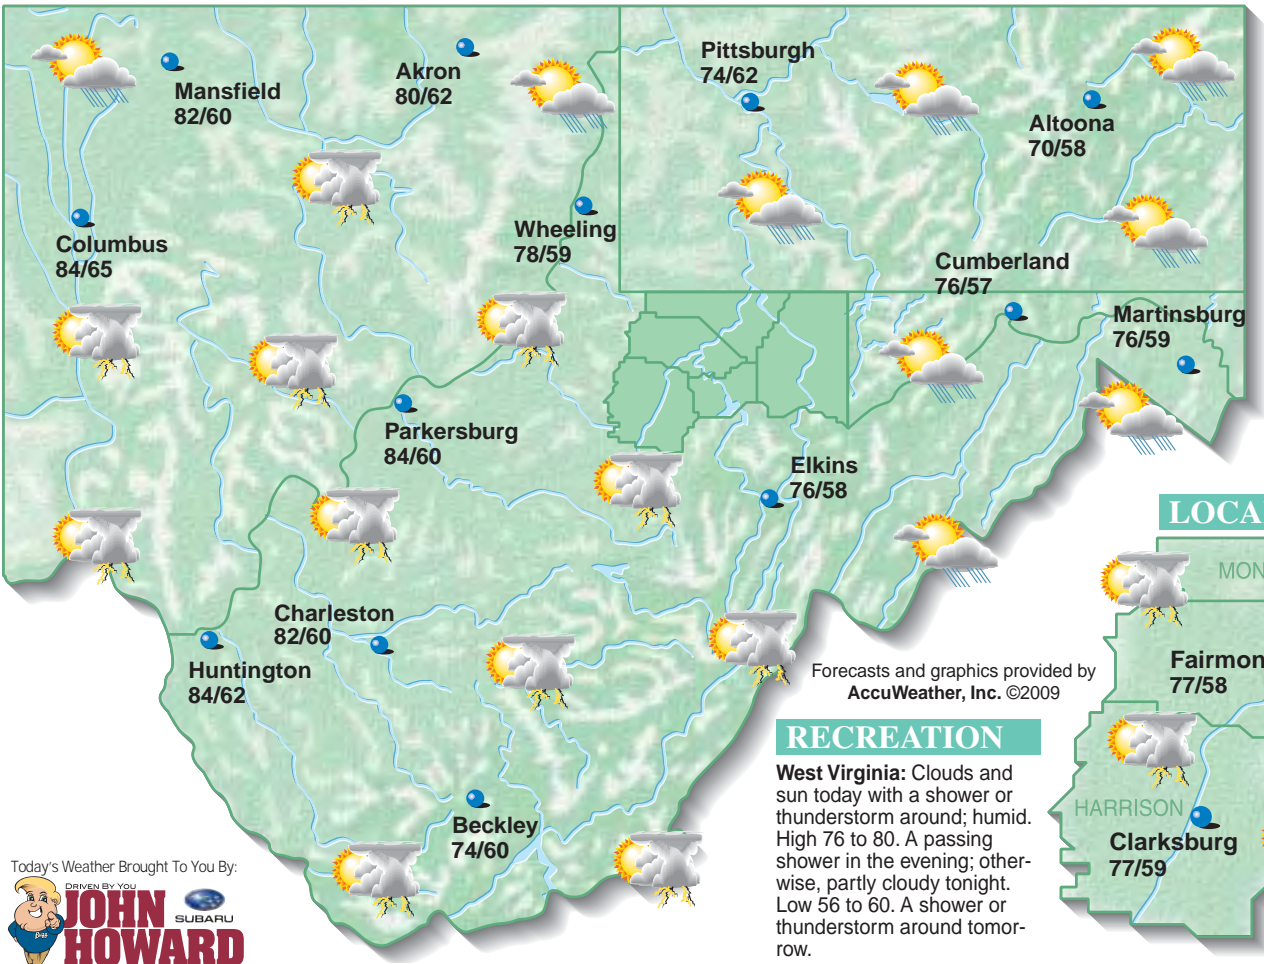 Pittsburgh
74/62
Akron
80/62
Mansfield
82/60
Altoona
70/58
Wheeling
78/59
Columbus
84/65
Cumberland
76/57
Martinsburg
76/59
Parkersburg
84/60
Elkins
76/58
LOCA
MON
Charleston
82/60
Huntington
84/62
Forecasts and graphics provided by
AccuWeather, Inc. ©2009
Fairmon
77/58
RECREATION
West Virginia: Clouds and
sun today with a shower or
thunderstorm around; humid.
High 76 to 80. A passing
shower in the evening; other-
wise, partly cloudy tonight.
Low 56 to 60. A shower or
thunderstorm around tomor-
row.
HARRISON
Clarksburg
77/59
Beckley
74/60
Today's Weather Brought To You By:
DRIVEN BY YOU
JOHN
HOWARD
SUBARU